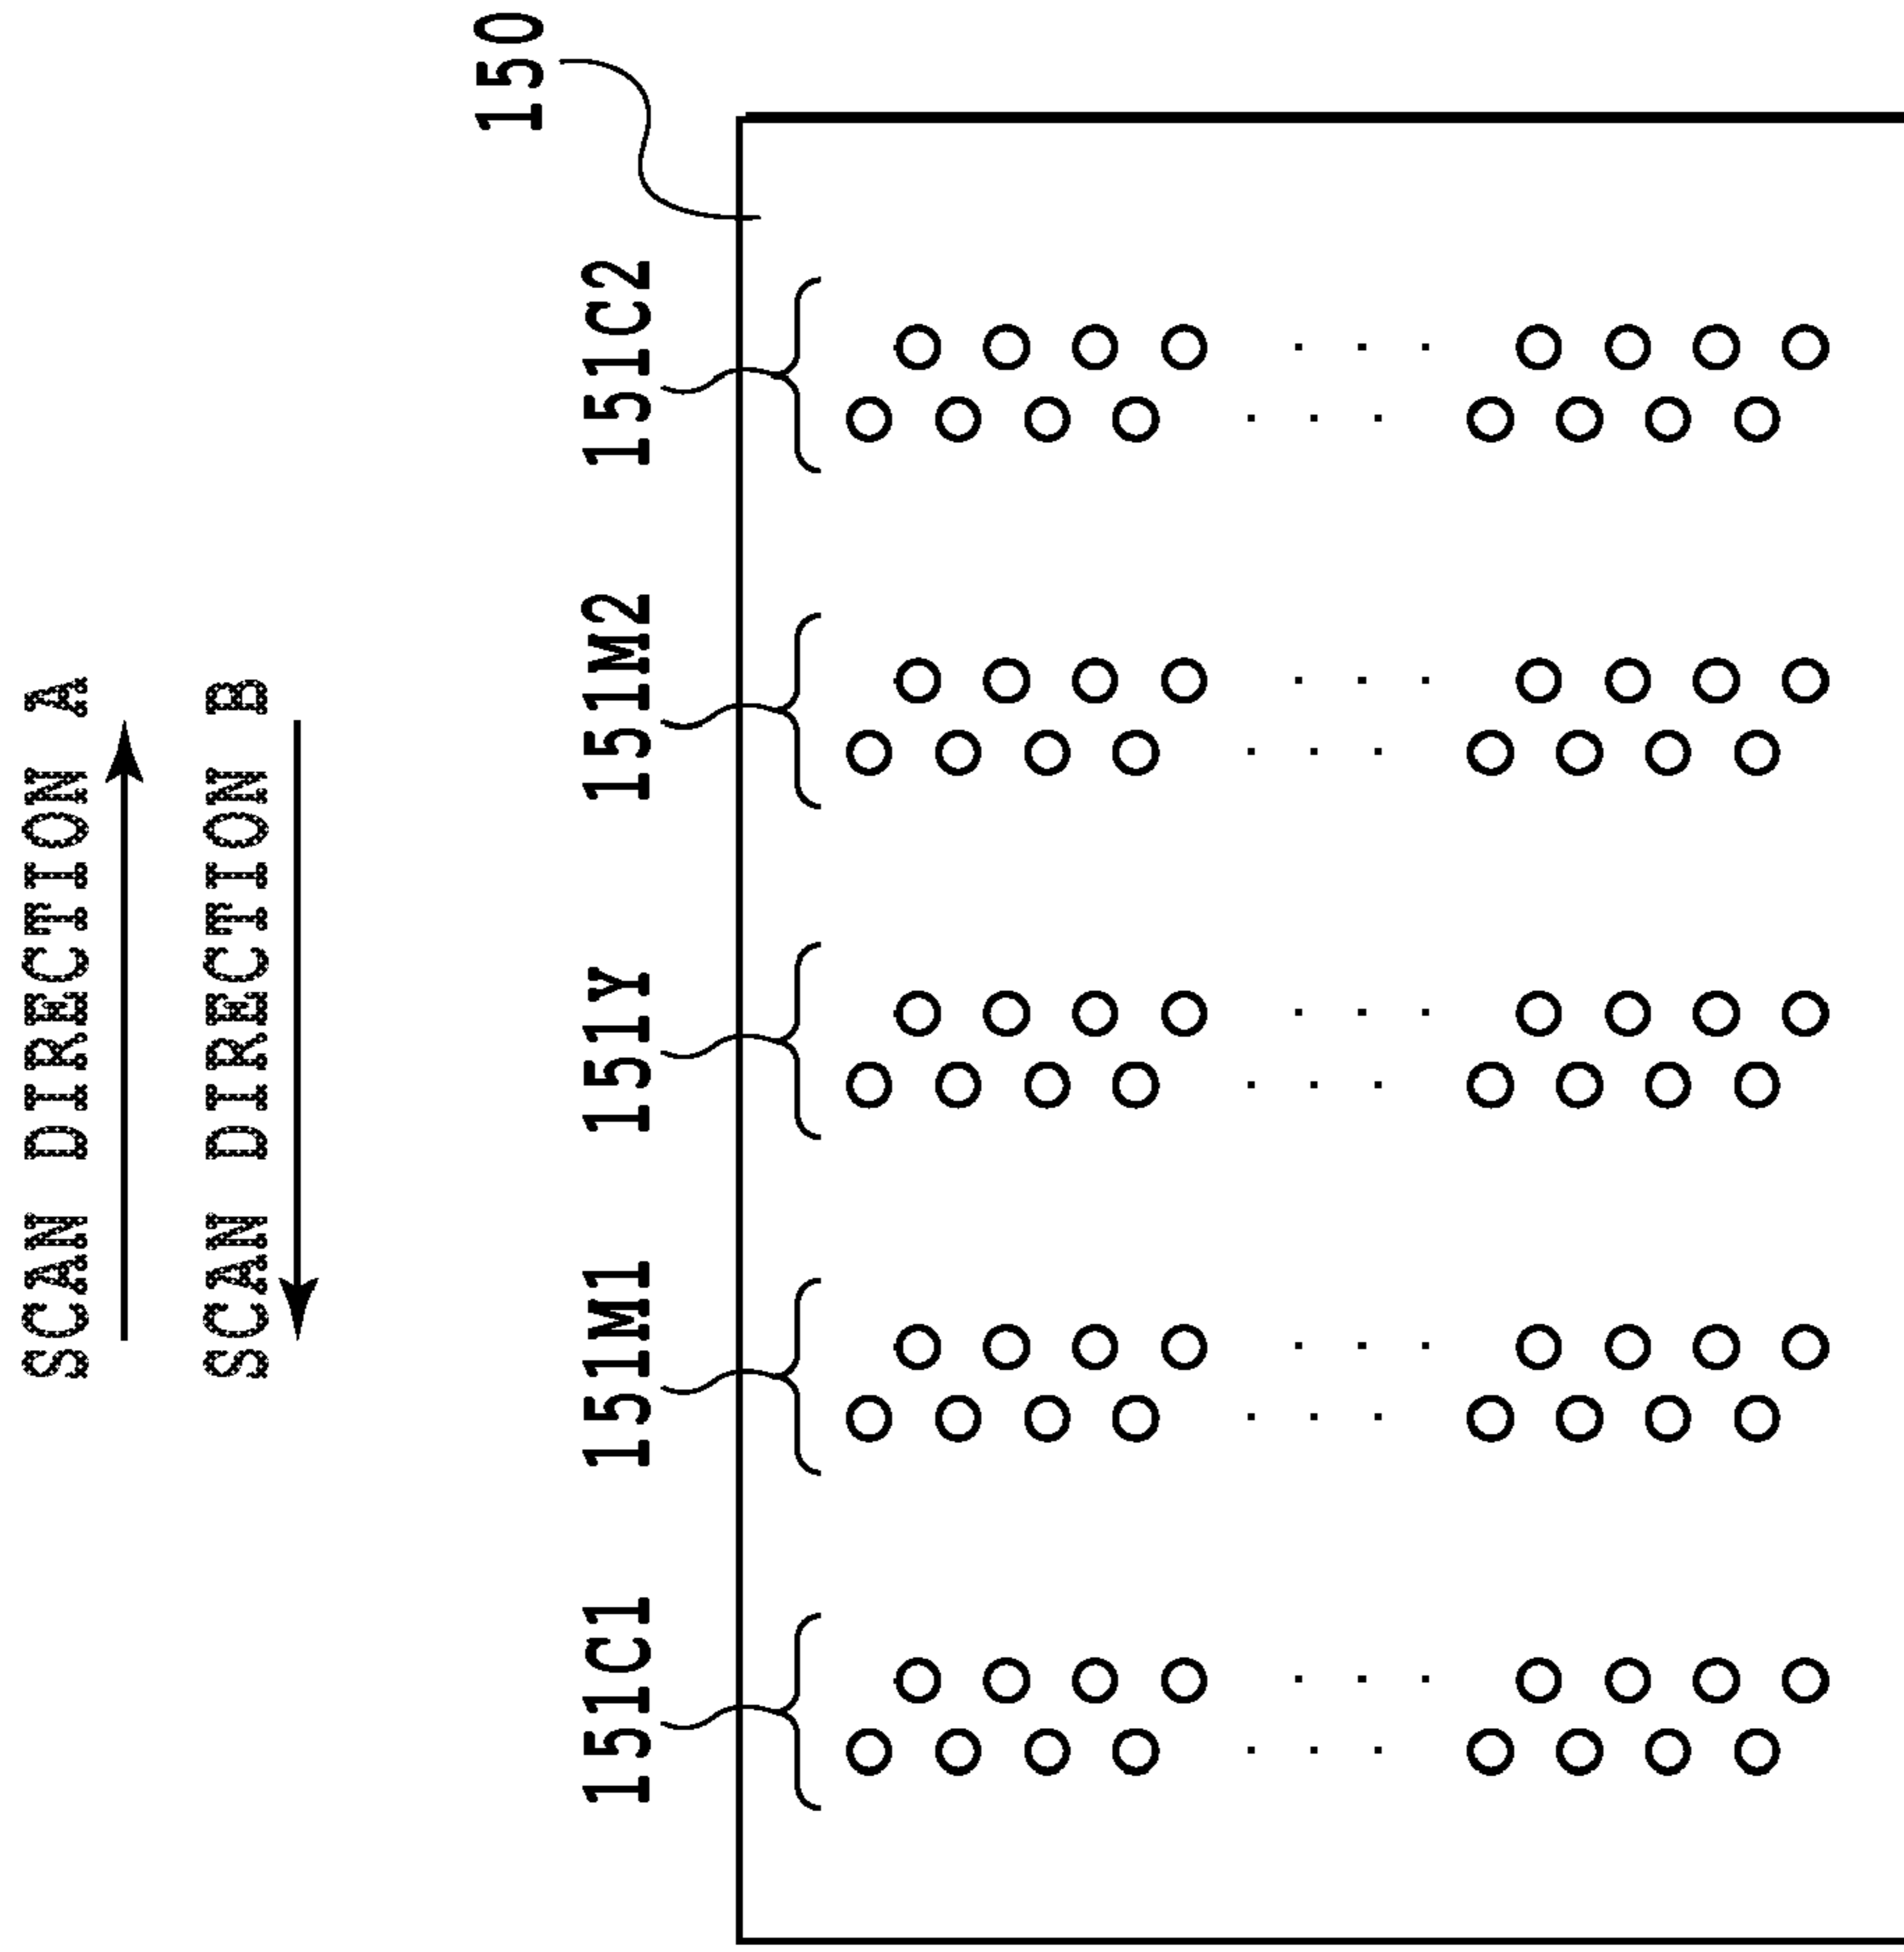 SCAN DIRECTION A
SCAN DIRECTION B
150
151C1
151M1
151Y
151M2
151C2